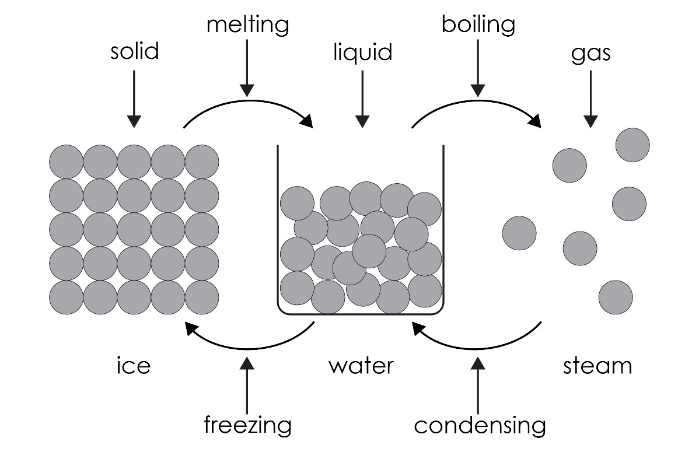 melting
boiling
solid
liquid
gas
ice
water
steam
freezing
condensing